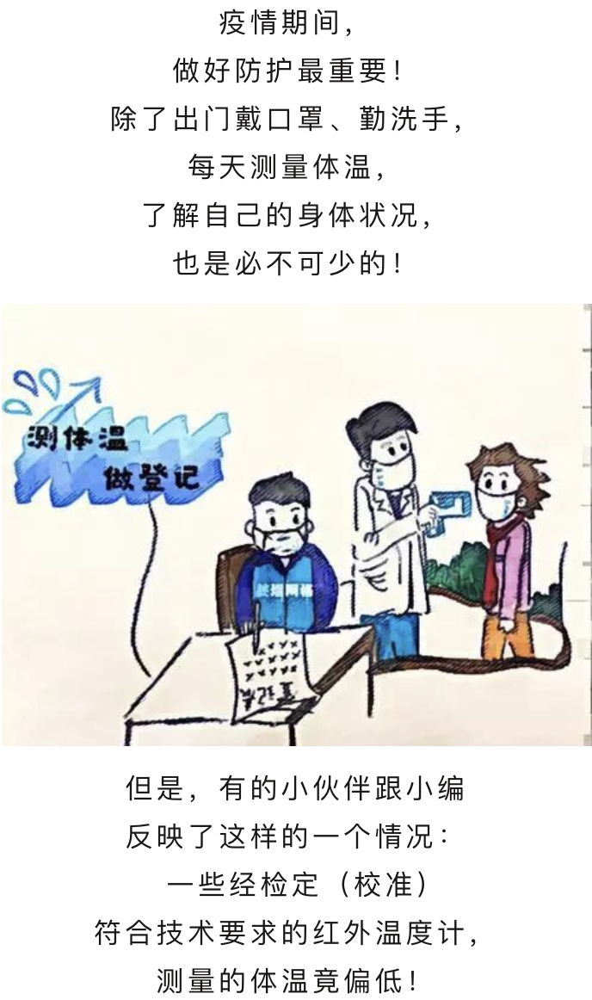 疫情期间，
做好防护最重要！
除了出门戴口罩、勤洗手，
每天测量体温，
了解自己的身体状况，
也是必不可少的！
测体温
做登记
登记表
但是，有的小伙伴跟小编
反映了这样的一个情况：
一些经检定（校准）
符合技术要求的红外温度计，
测量的体温竟偏低！